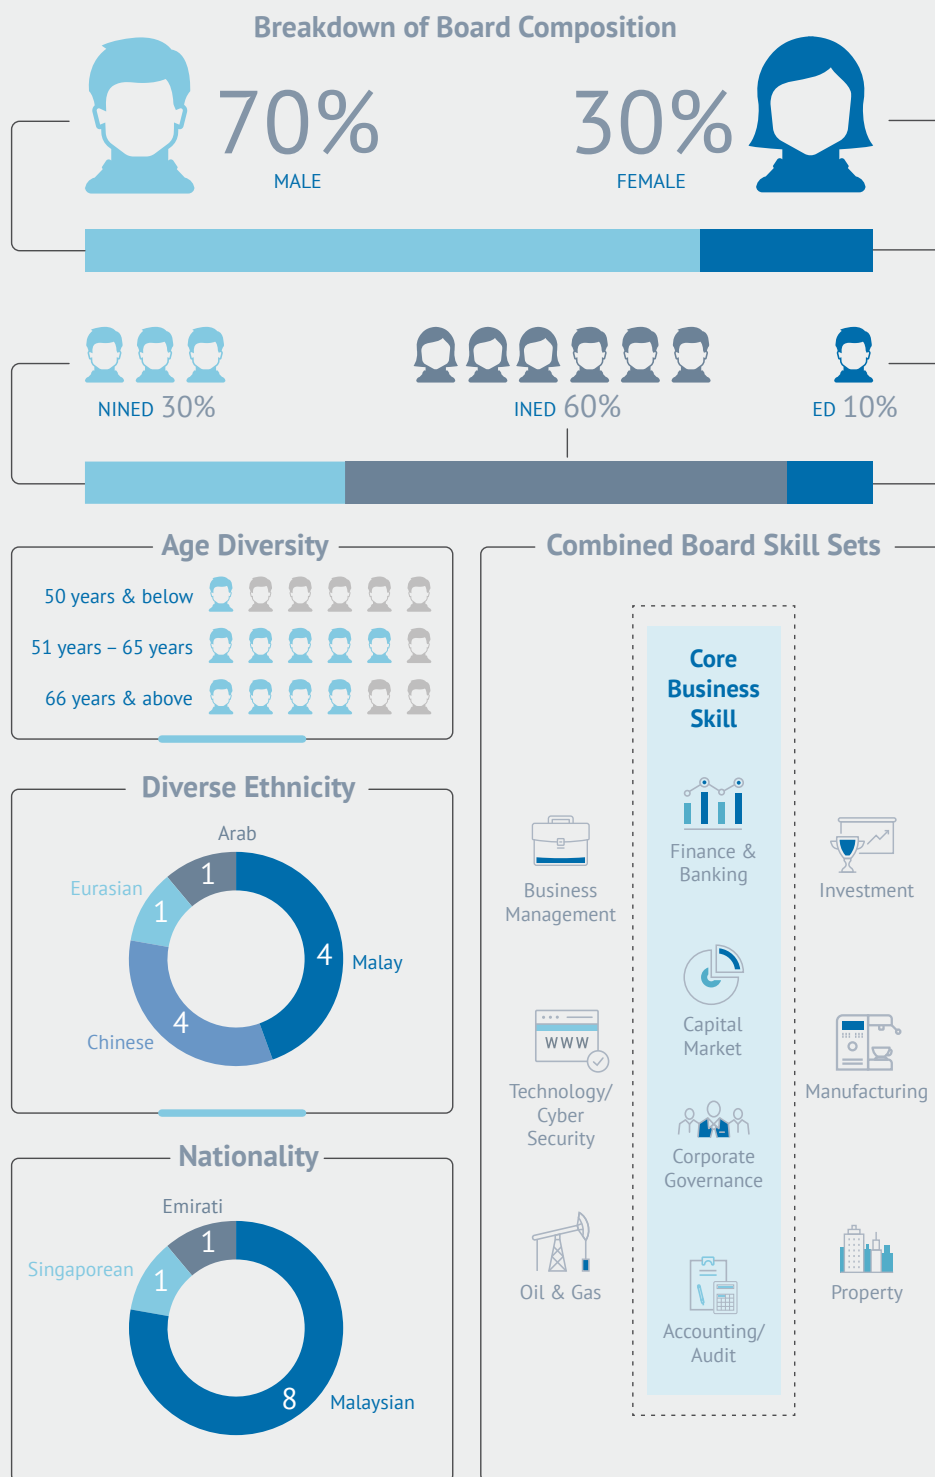 Breakdown of Board Composition
70%
MALE
30%
FEMALE
NINED 30%
INED 60%
ED 10%
Age Diversity
50 years & below
51 years – 65 years
66 years & above
Diverse Ethnicity
Arab
1
Eurasian
1
4
Malay
4
Chinese
Nationality
Emirati
1
Singaporean
1
8
Malaysian
Combined Board Skill Sets
Core
Business
Skill
Finance &
Banking
Capital
Market
Corporate
Governance
Accounting/
Audit
Business
Management
WWW
Technology/
Cyber
Security
Oil & Gas
Investment
Manufacturing
Property